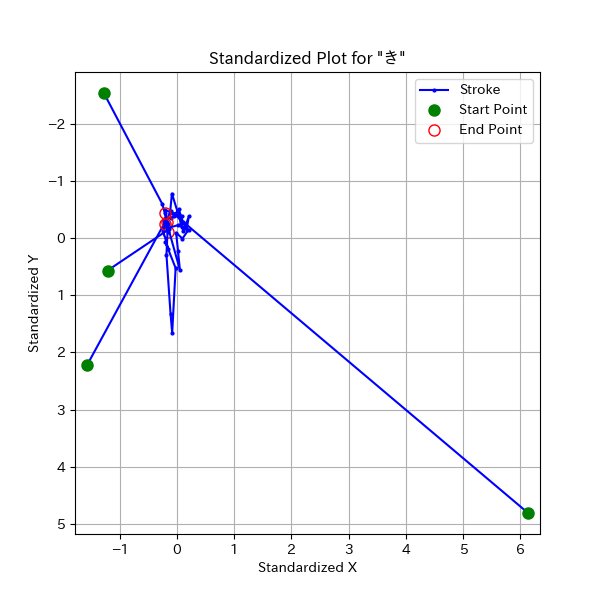 Standardized Plot for "き"
Stroke
Start Point
End Point
Standardized Y
−2
−1
0
1
2
3
4
5
−1 0 1 2 3 4 5 6
Standardized X